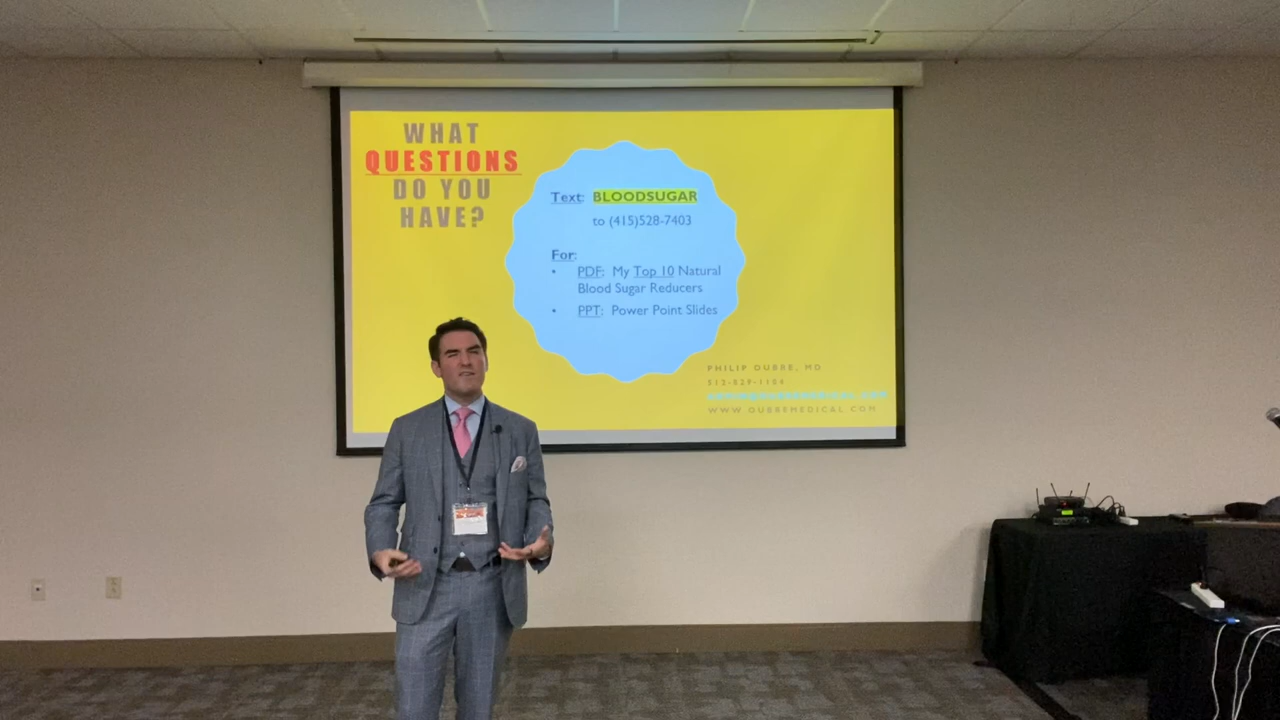 WHAT
QUESTIONS
DO YOU
HAVE?
Text: BLOODSUGAR
to (415)528-7403
For:
• PDF: My Top 10 Natural
Blood Sugar Reducers
• PPT: Power Point Slides
PHILIP OUBRE, MD
WWW.OUBREMEDICAL.COM